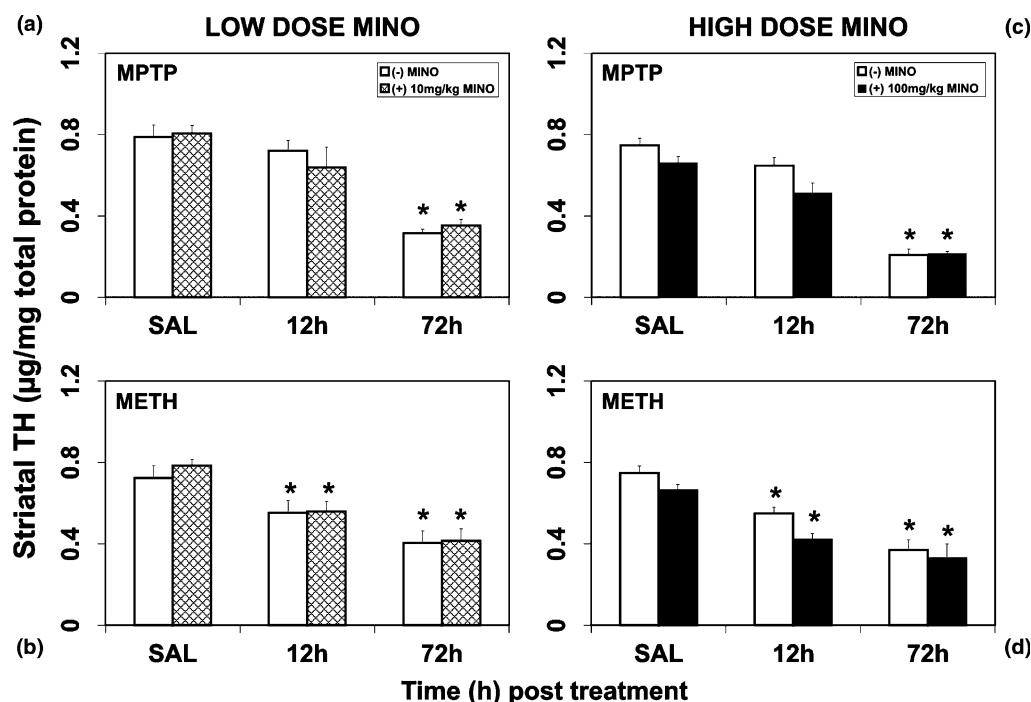 (a)
LOW DOSE MINO
HIGH DOSE MINO
(c)
Striatal TH (µg/mg total protein)
1.2
0.8
0.4
0
MPTP
(-) MINO
(+) 10mg/kg MINO
* *
SAL 12h 72h
1.2
0.8
0.4
0
MPTP
(-) MINO
(+) 100mg/kg MINO
* *
SAL 12h 72h
1.2
0.8
0.4
0
METH
* * * *
SAL 12h 72h
(b)
1.2
0.8
0.4
0
METH
* * * *
SAL 12h 72h
(d)
Time (h) post treatment